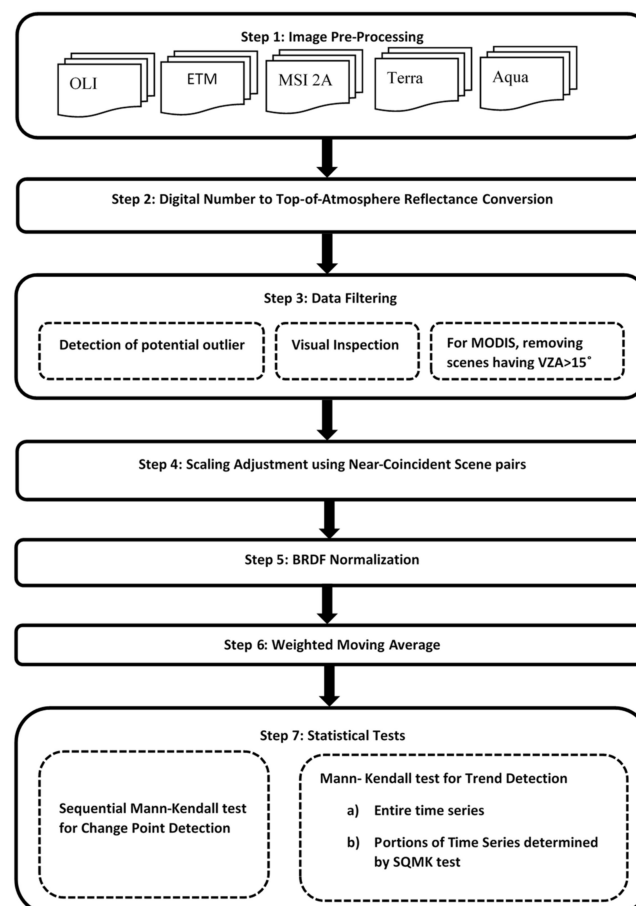 Step 1: Image Pre-Processing
OLI
ETM
MSI 2A
Terra
Aqua
Step 2: Digital Number to Top-of-Atmosphere Reflectance Conversion
Step 3: Data Filtering
Detection of potential outlier
Visual Inspection
For MODIS, removing
scenes having VZA>15˚
Step 4: Scaling Adjustment using Near-Coincident Scene pairs
Step 5: BRDF Normalization
Step 6: Weighted Moving Average
Step 7: Statistical Tests
Sequential Mann-Kendall test
for Change Point Detection
Mann- Kendall test for Trend Detection
a) Entire time series
b) Portions of Time Series determined
by SQMK test